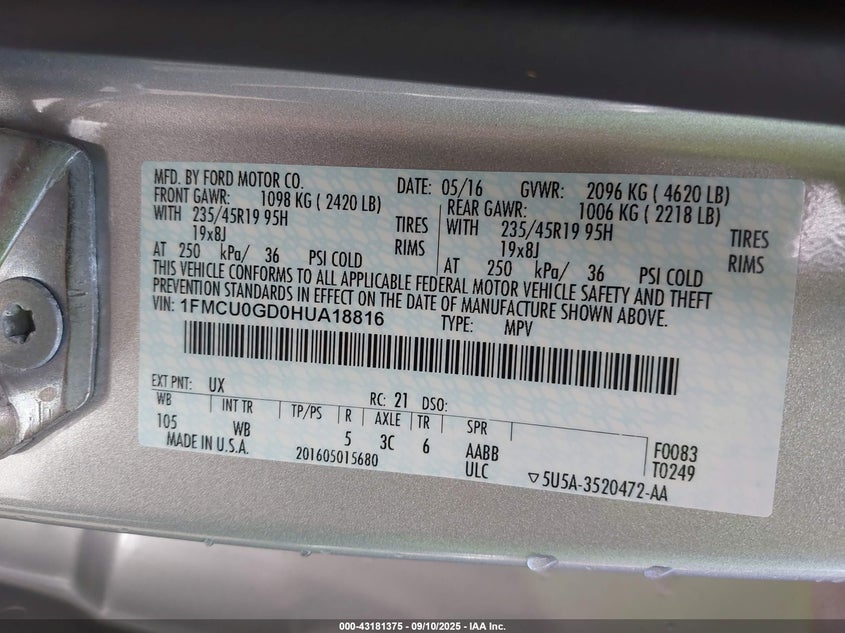 MFD. BY FORD MOTOR CO. DATE: 05/16 GVWR: 2096 KG ( 4620 LB)
FRONT GAWR: 1098 KG ( 2420 LB) REAR GAWR: 1006 KG ( 2218 LB)
WITH 235/45R19 95H TIRES WITH 235/45R19 95H TIRES
19x8J RIMS 19x8J RIMS
AT 250 kPa/ 36 PSI COLD AT 250 kPa/ 36 PSI COLD
THIS VEHICLE CONFORMS TO ALL APPLICABLE FEDERAL MOTOR VEHICLE SAFETY AND THEFT
PREVENTION STANDARDS IN EFFECT ON THE DATE OF MANUFACTURE SHOWN ABOVE.
VIN: 1FMCU0GD0HUA18816 TYPE: MPV
EXT PNT: UX RC: 21 DSO:
WB INT TR TP/PS R AXLE TR SPR
105 WB 5 3C 6 AABB F0083
MADE IN U.S.A. 201605015680 ULC T0249
▽5U5A-3520472-AA
000-43181375 09/10/2025 IAA Inc.